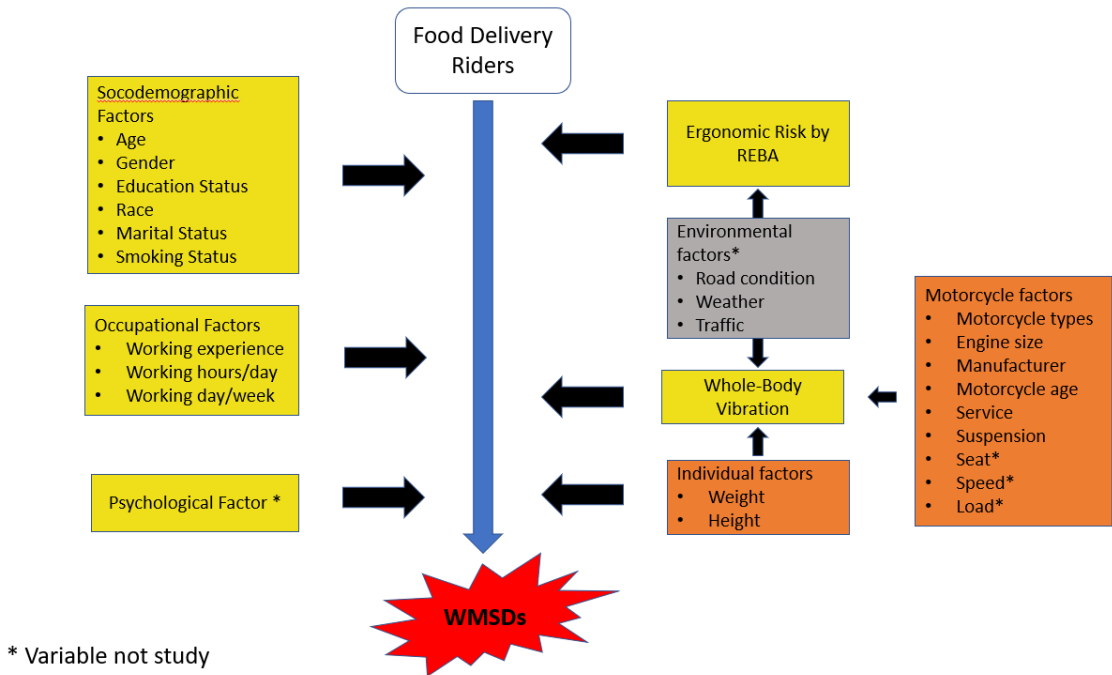 Food Delivery
Riders
Socodemographic
Factors
• Age
• Gender
• Education Status
• Race
• Marital Status
• Smoking Status
Occupational Factors
• Working experience
• Working hours/day
• Working day/week
Psychological Factor *
Ergonomic Risk by
REBA
Environmental
factors*
• Road condition
• Weather
• Traffic
Whole-Body
Vibration
Individual factors
• Weight
• Height
Motorcycle factors
• Motorcycle types
• Engine size
• Manufacturer
• Motorcycle age
• Service
• Suspension
• Seat*
• Speed*
• Load*
WMSDs
* Variable not study